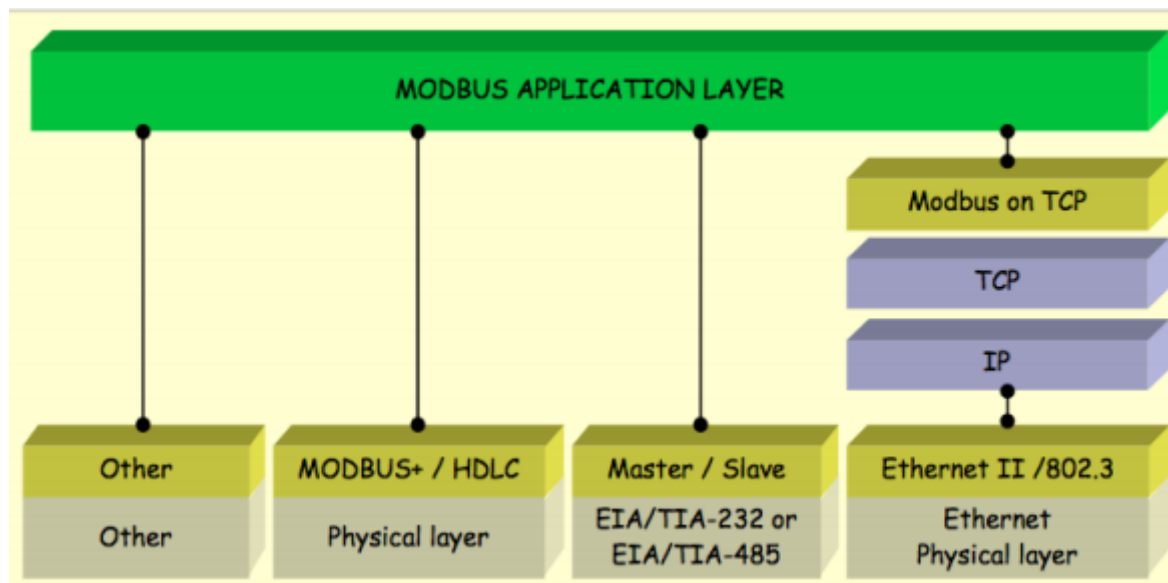 MODBUS APPLICATION LAYER
Modbus on TCP
TCP
IP
Other
MODBUS+ / HDLC
Master / Slave
Ethernet II /802.3
Other
Physical layer
EIA/TIA-232 or
EIA/TIA-485
Ethernet
Physical layer